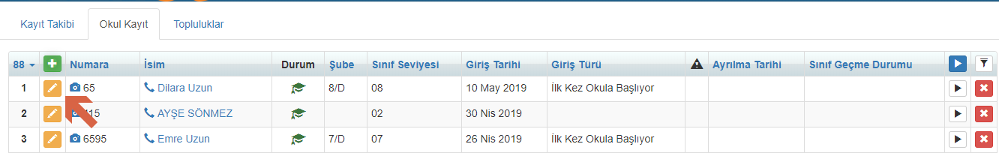 Kayıt Takibi Okul Kayıt Topluluklar
88 Numara İsim Durum Şube Sınıf Seviyesi Giriş Tarihi Giriş Türü Ayrılma Tarihi Sınıf Geçme Durumu
1 65 Dilara Uzun 8/D 08 10 May 2019 İlk Kez Okula Başlıyor
2 AYŞE SÖNMEZ 02 30 Nis 2019
3 6595 Emre Uzun 7/D 07 26 Nis 2019 İlk Kez Okula Başlıyor